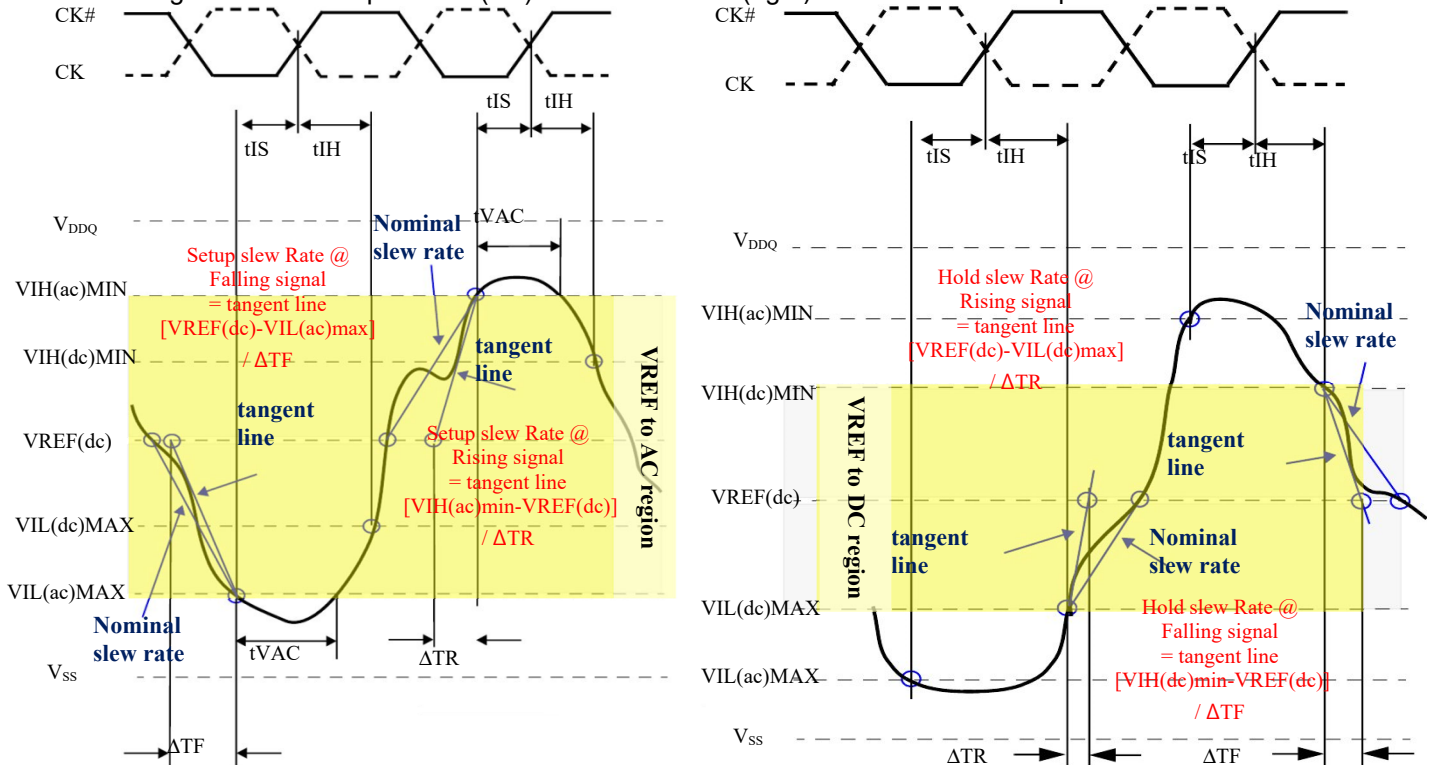 CK#
CK
tIS
tIH
tIS
tIH
VDDQ
Nominal
slew rate
tVAC
Setup slew Rate @
Falling signal
= tangent line
[VREF(dc)-VIL(ac)max]
/ ΔTF
VIH(ac)MIN
VIH(dc)MIN
tangent
line
VREF to AC region
tangent
line
VREF(dc)
Setup slew Rate @
Rising signal
= tangent line
[VIH(ac)min-VREF(dc)]
/ ΔTR
VIL(dc)MAX
VIL(ac)MAX
Nominal
slew rate
tVAC
ΔTR
VSS
ΔTF
CK#
CK
tIS
tIH
tIS
tIH
VDDQ
Hold slew Rate @
Rising signal
= tangent line
[VREF(dc)-VIL(dc)max]
/ ΔTR
VIH(ac)MIN
Nominal
slew rate
VIH(dc)MIN
VREF to DC region
tangent
line
VREF(dc)
tangent
line
Nominal
slew rate
VIL(dc)MAX
Hold slew Rate @
Falling signal
= tangent line
[VIH(dc)min-VREF(dc)]
/ ΔTF
VIL(ac)MAX
VSS
ΔTR
ΔTF